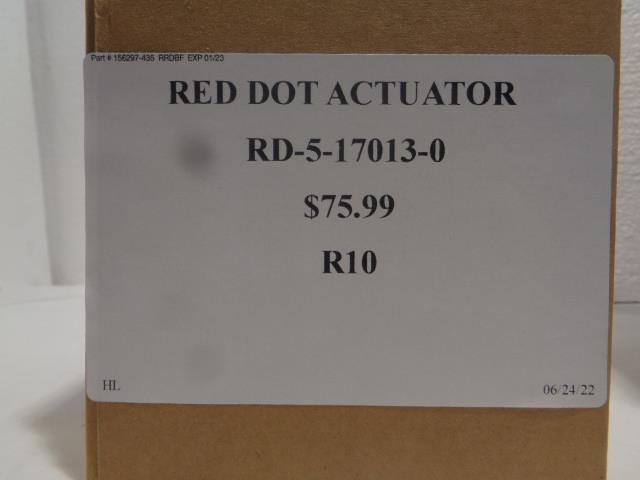 Part # 156297-435 RRDBF EXP 01/23
RED DOT ACTUATOR
RD-5-17013-0
$75.99
R10
HL 06/24/22